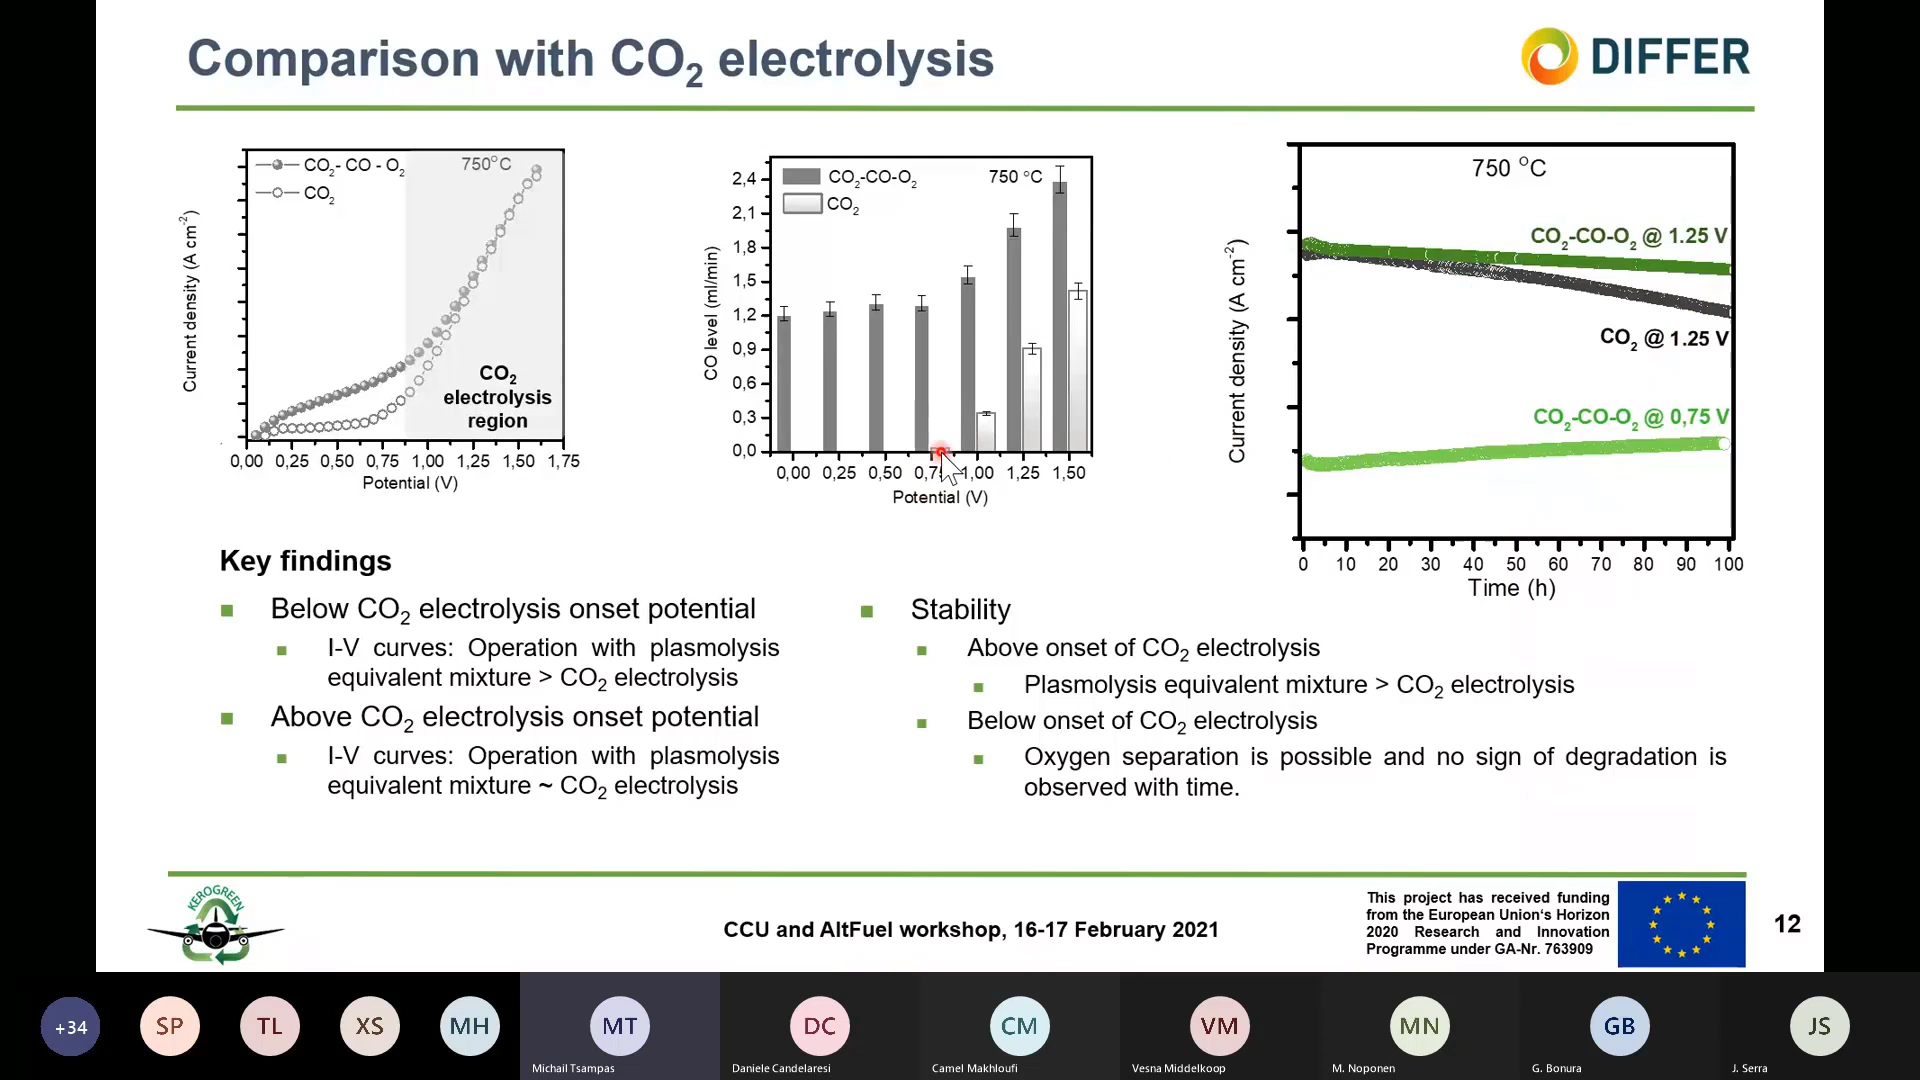 Comparison with CO2 electrolysis
DIFFER
CO2- CO - O2
CO2
750°C
Current density (A cm-2)
CO2
electrolysis
region
0,00 0,25 0,50 0,75 1,00 1,25 1,50 1,75
Potential (V)
CO2-CO-O2
CO2
750 °C
CO level (ml/min)
2,4
2,1
1,8
1,5
1,2
0,9
0,6
0,3
0,0
0,00 0,25 0,50 1,00 1,25 1,50
Potential (V)
750 °C
CO2-CO-O2 @ 1.25 V
CO2 @ 1.25 V
CO2-CO-O2 @ 0,75 V
Current density (A cm-2)
0 10 20 30 40 50 60 70 80 90 100
Time (h)
Key findings
Below CO2 electrolysis onset potential
I-V curves: Operation with plasmolysis
equivalent mixture > CO2 electrolysis
Above CO2 electrolysis onset potential
I-V curves: Operation with plasmolysis
equivalent mixture ~ CO2 electrolysis
Stability
Above onset of CO2 electrolysis
Plasmolysis equivalent mixture > CO2 electrolysis
Below onset of CO2 electrolysis
Oxygen separation is possible and no sign of degradation is
observed with time.
KEROGREEN
CCU and AltFuel workshop, 16-17 February 2021
This project has received funding
from the European Union‘s Horizon
2020 Research and Innovation
Programme under GA-Nr. 763909
12
+34
SP
TL
XS
MH
MT
DC
CM
VM
MN
GB
JS
Michail Tsampas
Daniele Candelaresi
Camel Makhloufi
Vesna Middelkoop
M. Noponen
G. Bonura
J. Serra